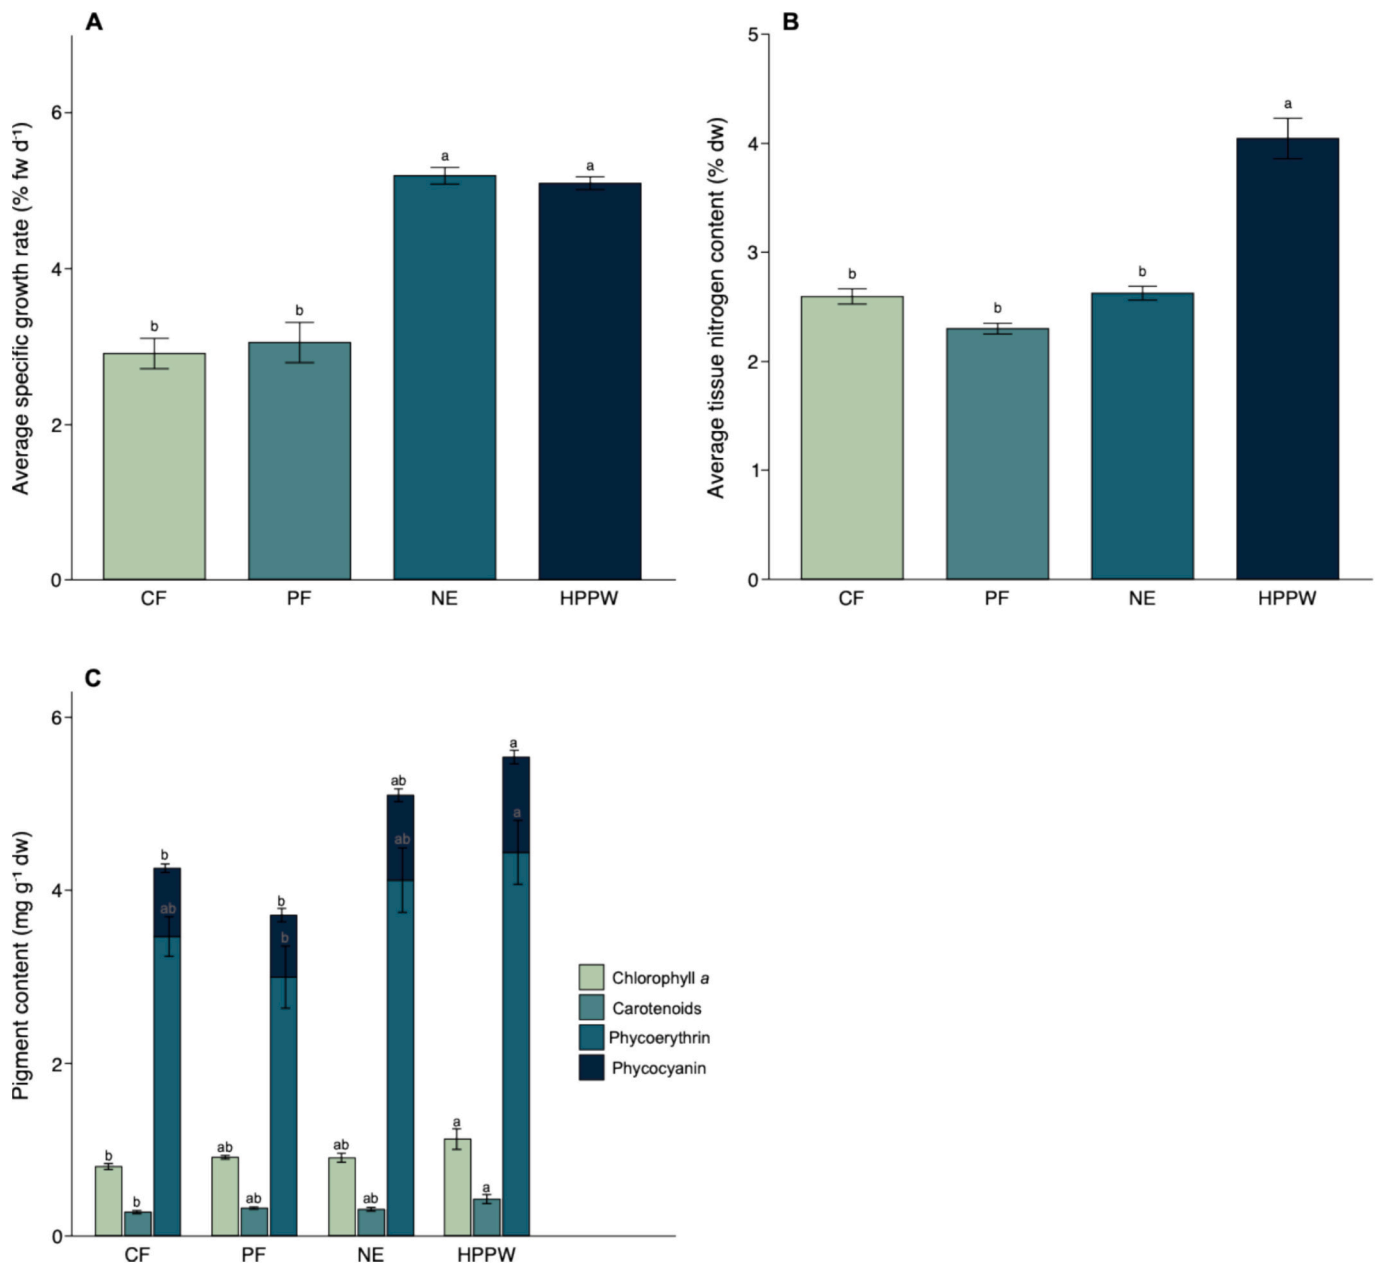 A
Average specific growth rate (% fw d⁻¹)
6
4
2
0
b
b
a
a
CF PF NE HPPW
B
Average tissue nitrogen content (% dw)
5
4
3
2
1
0
b
b
b
a
CF PF NE HPPW
C
Pigment content (mg g⁻¹ dw)
6
4
2
0
b
b
b
ab
ab
ab
b
b
ab
ab
ab
ab
a
a
a
a
CF PF NE HPPW
Chlorophyll a
Carotenoids
Phycoerythrin
Phycocyanin